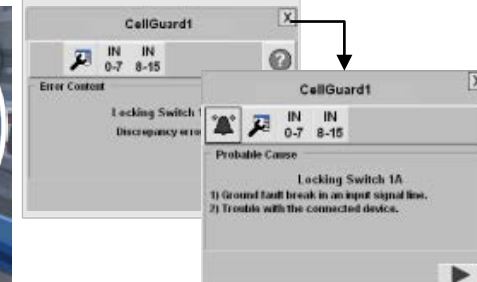 CellGuard1
X
IN IN
0-7 8-15
?
Error Content
Locking Switch 1
Discrepancy erro
CellGuard1
X
IN IN
0-7 8-15
Probable Cause
Locking Switch 1A
1) Ground fault break in an input signal line.
2) Trouble with the connected device.